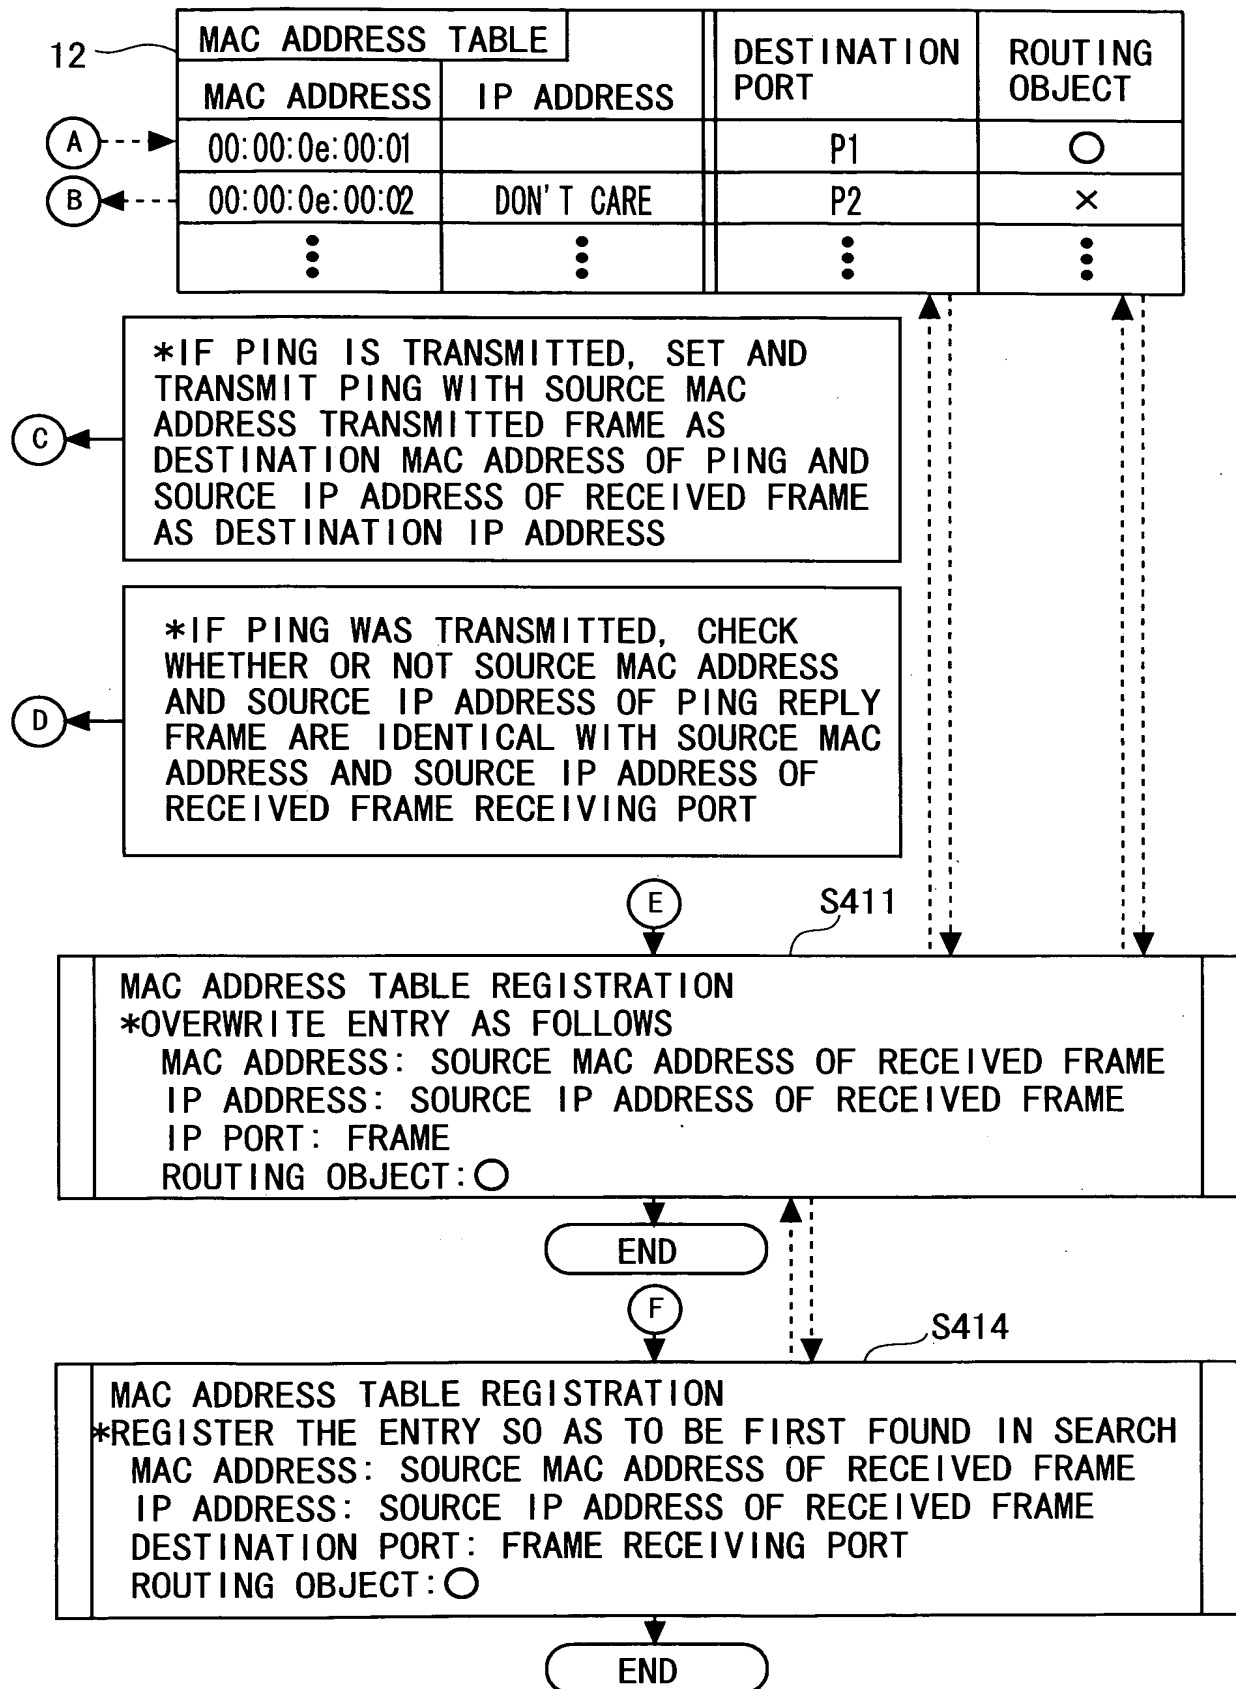 12
MAC ADDRESS TABLE
MAC ADDRESS IP ADDRESS DESTINATION PORT ROUTING OBJECT
A 00:00:0e:00:01 P1 ○
B 00:00:0e:00:02 DON'T CARE P2 ×
*IF PING IS TRANSMITTED, SET AND
TRANSMIT PING WITH SOURCE MAC
ADDRESS TRANSMITTED FRAME AS
DESTINATION MAC ADDRESS OF PING AND
SOURCE IP ADDRESS OF RECEIVED FRAME
AS DESTINATION IP ADDRESS
C
*IF PING WAS TRANSMITTED, CHECK
WHETHER OR NOT SOURCE MAC ADDRESS
AND SOURCE IP ADDRESS OF PING REPLY
FRAME ARE IDENTICAL WITH SOURCE MAC
ADDRESS AND SOURCE IP ADDRESS OF
RECEIVED FRAME RECEIVING PORT
D
E
S411
MAC ADDRESS TABLE REGISTRATION
*OVERWRITE ENTRY AS FOLLOWS
MAC ADDRESS: SOURCE MAC ADDRESS OF RECEIVED FRAME
IP ADDRESS: SOURCE IP ADDRESS OF RECEIVED FRAME
IP PORT: FRAME
ROUTING OBJECT:○
END
F
S414
MAC ADDRESS TABLE REGISTRATION
*REGISTER THE ENTRY SO AS TO BE FIRST FOUND IN SEARCH
MAC ADDRESS: SOURCE MAC ADDRESS OF RECEIVED FRAME
IP ADDRESS: SOURCE IP ADDRESS OF RECEIVED FRAME
DESTINATION PORT: FRAME RECEIVING PORT
ROUTING OBJECT:○
END